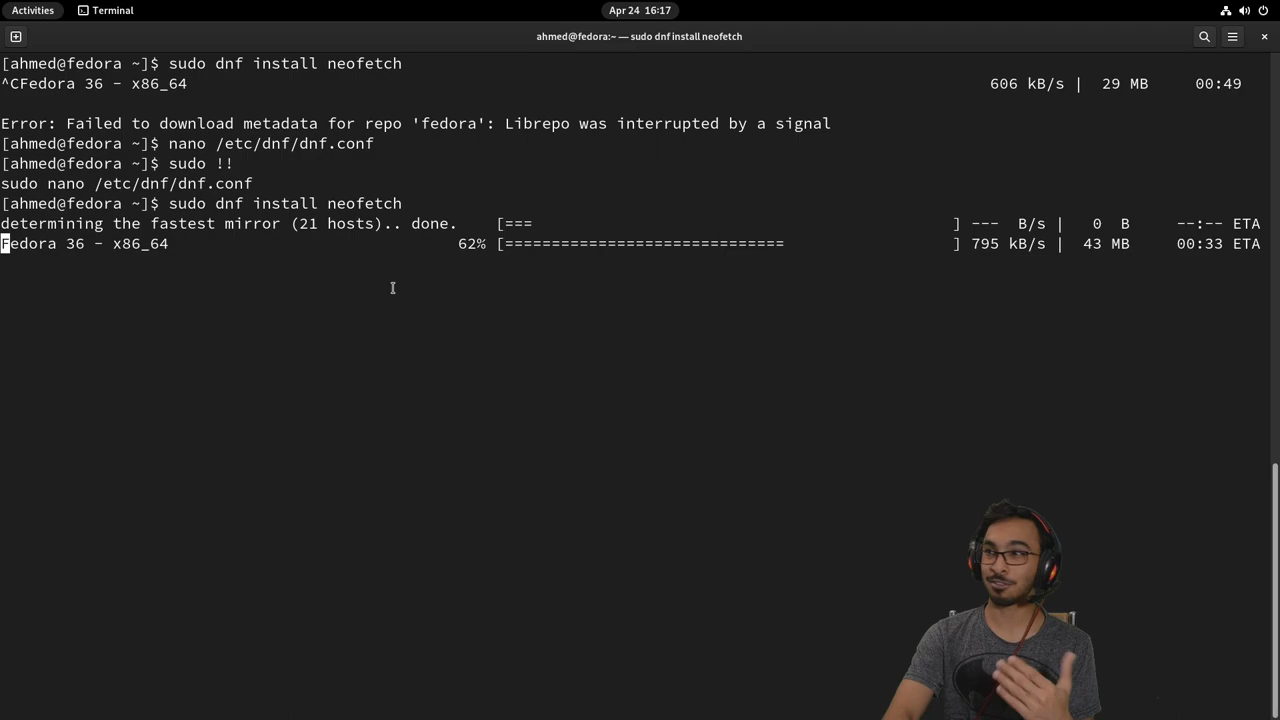 Activities
Terminal
Apr 24 16:17
ahmed@fedora:~ — sudo dnf install neofetch
[ahmed@fedora ~]$ sudo dnf install neofetch
^CFedora 36 - x86_64 606 kB/s | 29 MB 00:49
Error: Failed to download metadata for repo 'fedora': Librepo was interrupted by a signal
[ahmed@fedora ~]$ nano /etc/dnf/dnf.conf
[ahmed@fedora ~]$ sudo !!
sudo nano /etc/dnf/dnf.conf
[ahmed@fedora ~]$ sudo dnf install neofetch
determining the fastest mirror (21 hosts).. done. [=== ] --- B/s | 0 B --:-- ETA
Fedora 36 - x86_64 62% [============================== ] 795 kB/s | 43 MB 00:33 ETA